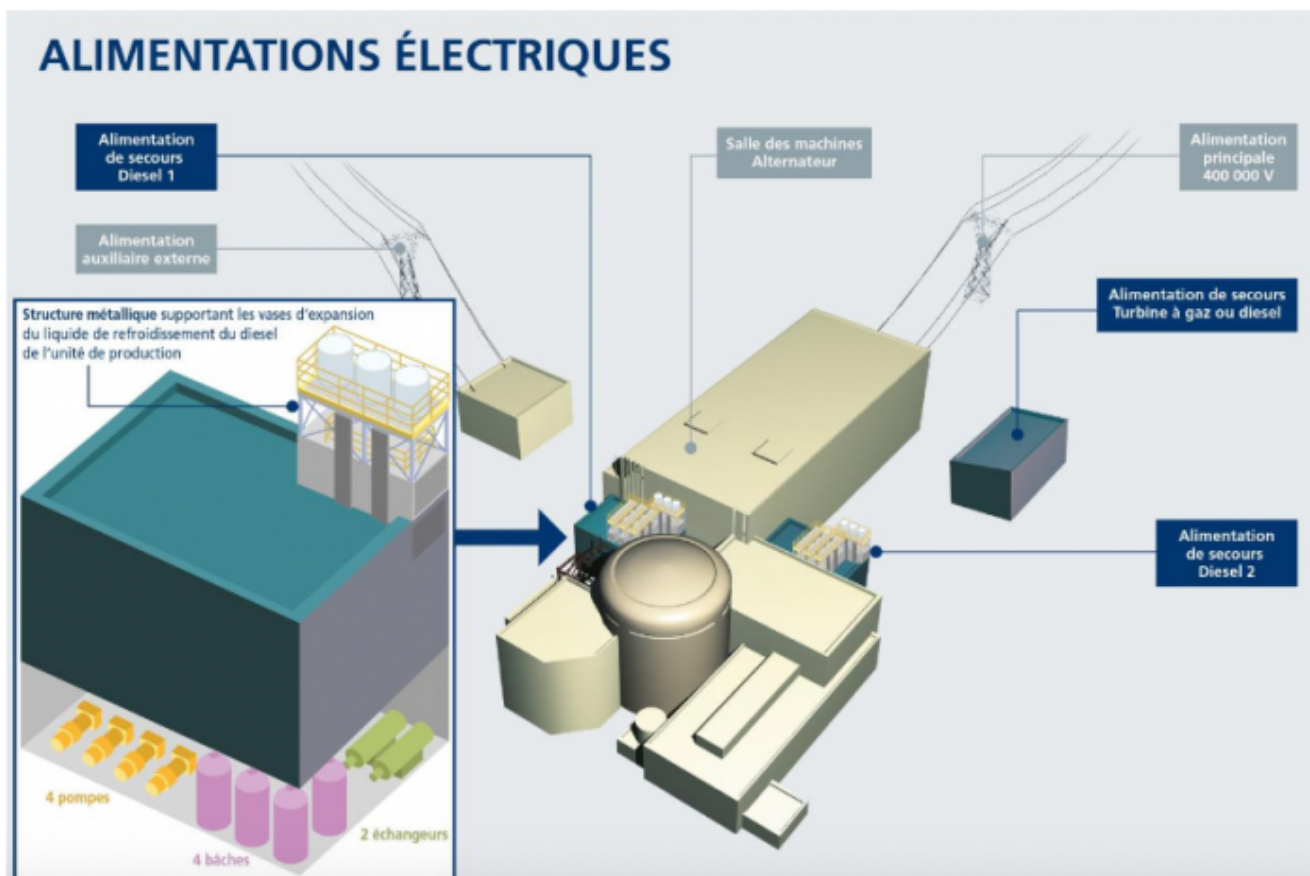 ALIMENTATIONS ÉLECTRIQUES
Alimentation
de secours
Diesel 1
Salle des machines
Alternateur
Alimentation
principale
400 000 V
Alimentation
auxiliaire externe
Alimentation de secours
Turbine à gaz ou diesel
Structure métallique supportant les vases d'expansion
du liquide de refroidissement du diesel
de l'unité de production
Alimentation
de secours
Diesel 2
4 pompes
4 bâches
2 échangeurs